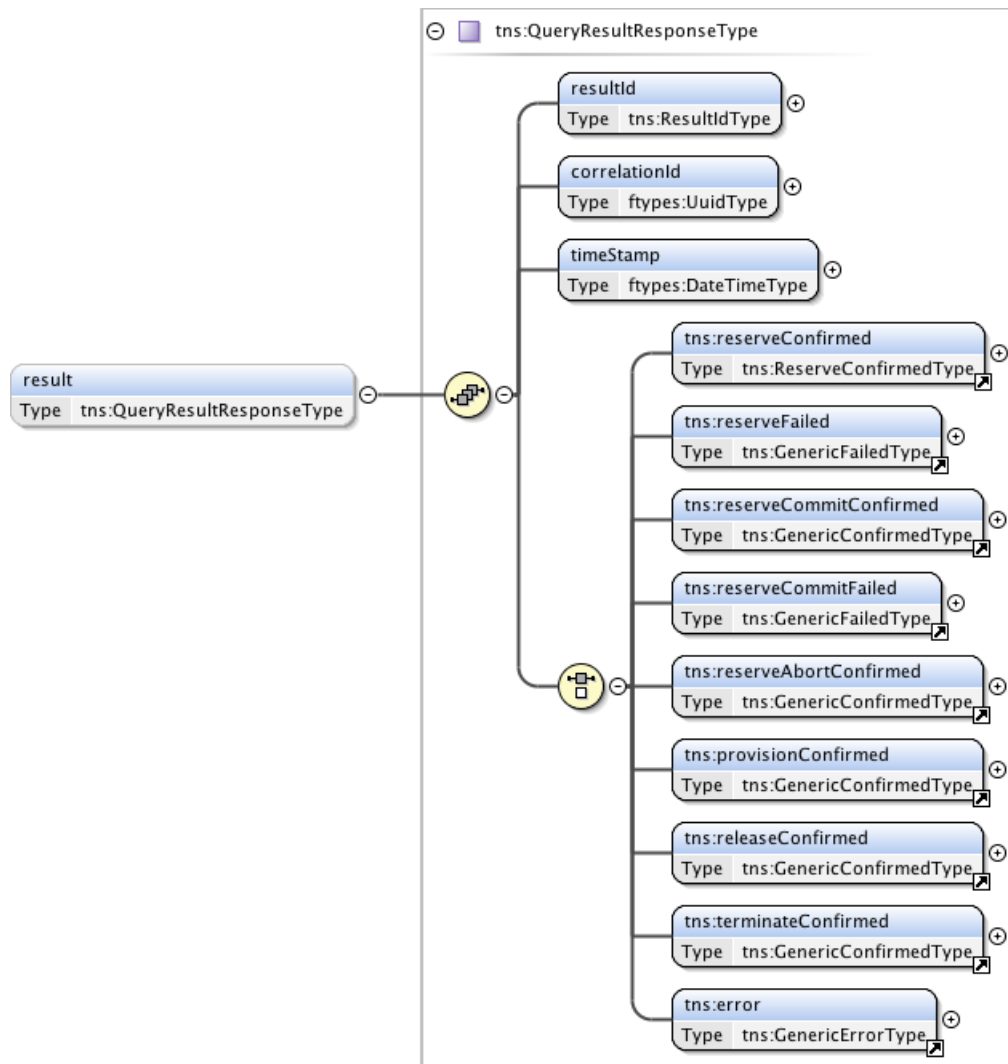 tns:QueryResultResponseType
resultId
Type tns:ResultIdType
correlationId
Type ftypes:UuidType
timeStamp
Type ftypes:DateTimeType
result
Type tns:QueryResultResponseType
tns:reserveConfirmed
Type tns:ReserveConfirmedType
tns:reserveFailed
Type tns:GenericFailedType
tns:reserveCommitConfirmed
Type tns:GenericConfirmedType
tns:reserveCommitFailed
Type tns:GenericFailedType
tns:reserveAbortConfirmed
Type tns:GenericConfirmedType
tns:provisionConfirmed
Type tns:GenericConfirmedType
tns:releaseConfirmed
Type tns:GenericConfirmedType
tns:terminateConfirmed
Type tns:GenericConfirmedType
tns:error
Type tns:GenericErrorType